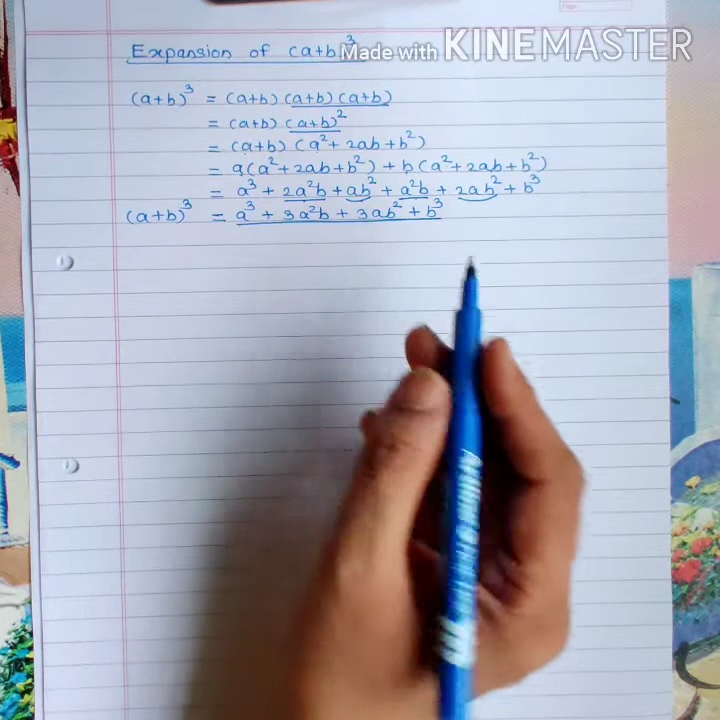 Expansion of (a+b)³
Made with KINEMASTER
(a+b)³ = (a+b) (a+b) (a+b)
= (a+b) (a+b)²
= (a+b) (a²+2ab+b²)
= a(a²+2ab+b²) + b(a²+2ab+b²)
= a³ + 2a²b + ab² + a²b + 2ab² + b³
(a+b)³ = a³ + 3a²b + 3ab² + b³